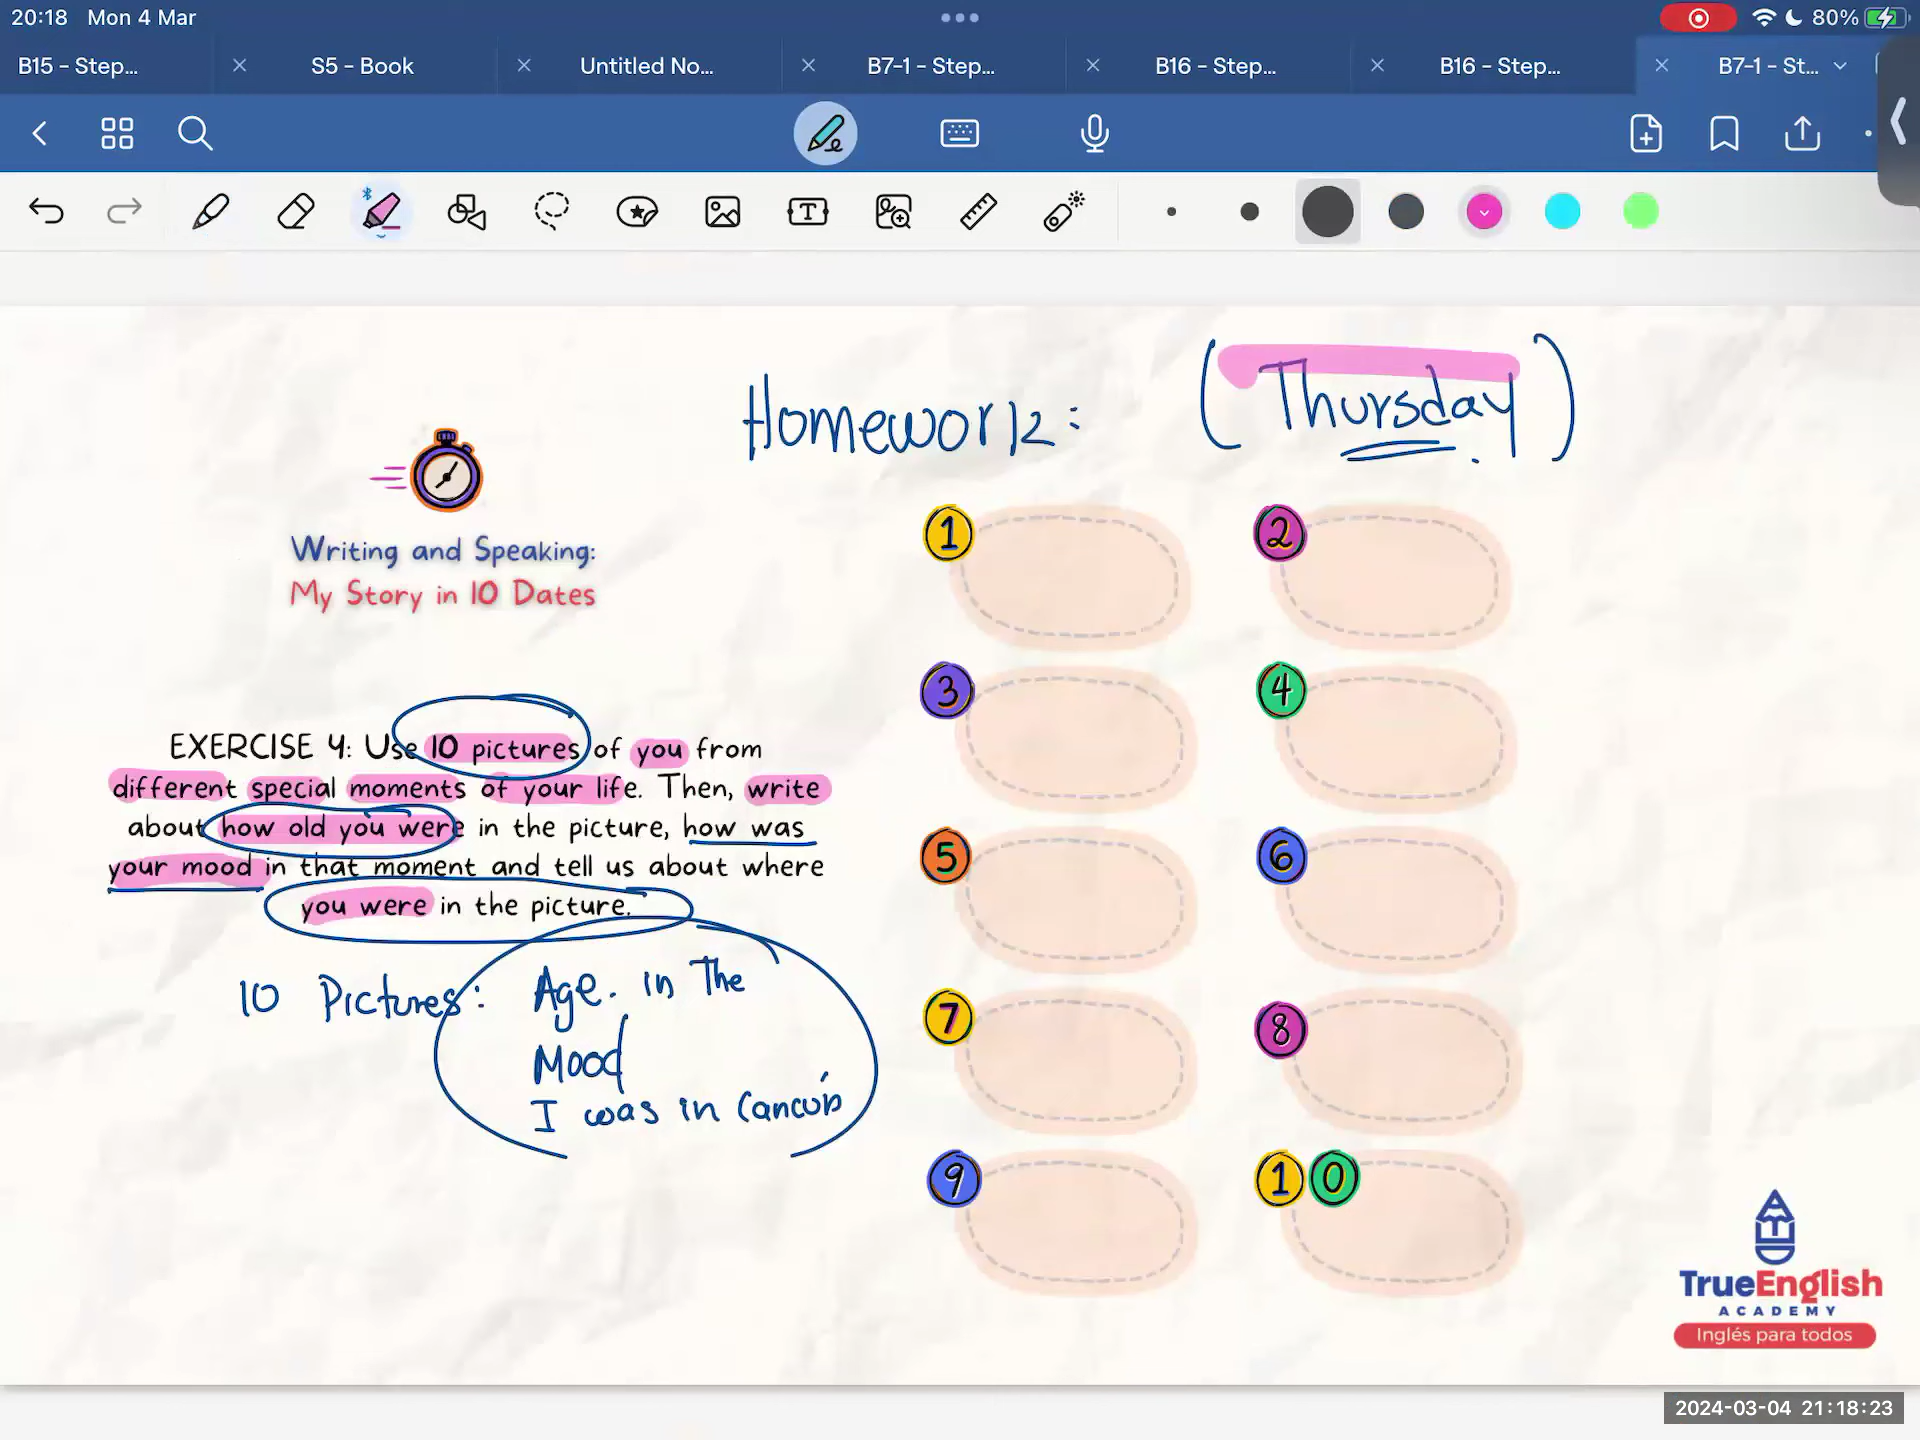 20:18 Mon 4 Mar
80%
B15 - Step...
S5 - Book
Untitled No...
B7-1 - Step...
B16 - Step...
B16 - Step...
B7-1 - St...
Homework: (Thursday)
Writing and Speaking:
My Story in 10 Dates
EXERCISE 4: Use 10 pictures of you from
different special moments of your life. Then, write
about how old you were in the picture, how was
your mood in that moment and tell us about where
you were in the picture.
10 Pictures: Age. in The
Mood
I was in Cancún
1
2
3
4
5
6
7
8
9
10
TrueEnglish
ACADEMY
Inglés para todos
2024-03-04 21:18:23